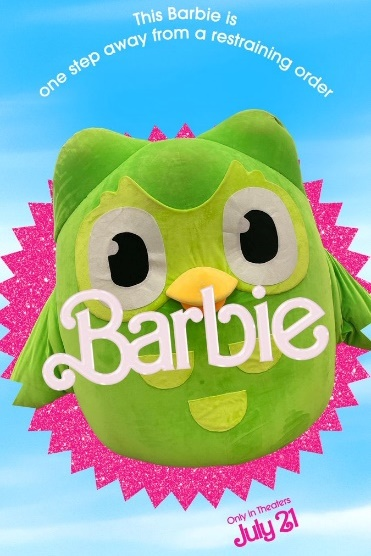 This Barbie is
one step away from a restraining order
Barbie
Only in Theaters
July 21